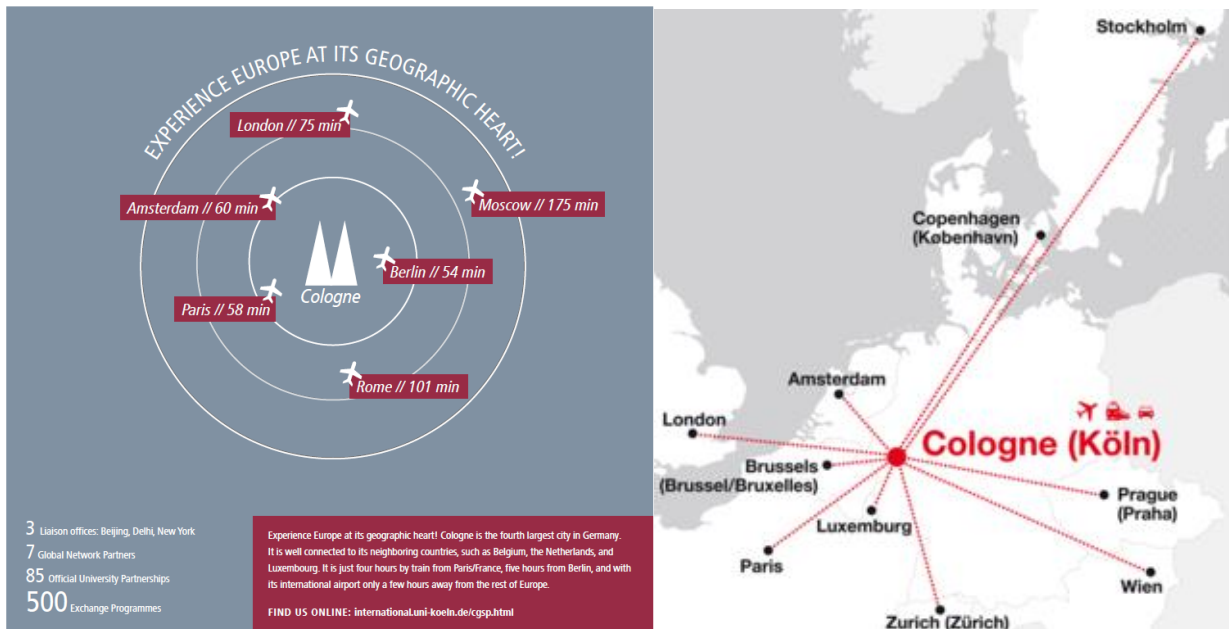 EXPERIENCE EUROPE AT ITS GEOGRAPHIC HEART!
London // 75 min
Amsterdam // 60 min
Moscow // 175 min
Berlin // 54 min
Cologne
Paris // 58 min
Rome // 101 min
3 Liaison offices: Beijing, Delhi, New York
7 Global Network Partners
85 Official University Partnerships
500 Exchange Programmes
Experience Europe at its geographic heart! Cologne is the fourth largest city in Germany.
It is well connected to its neighboring countries, such as Belgium, the Netherlands, and
Luxembourg. It is just four hours by train from Paris/France, five hours from Berlin, and with
its international airport only a few hours away from the rest of Europe.
FIND US ONLINE: international.uni-koeln.de/cgsp.html
Stockholm
Copenhagen
(København)
Amsterdam
London
Cologne (Köln)
Brussels
(Brussel/Bruxelles)
Prague
(Praha)
Luxemburg
Paris
Wien
Zurich (Zürich)